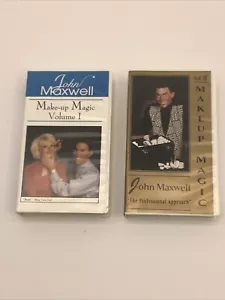 John
Maxwell
Make-up Magic
Volume I
MAKEUP MAGIC
John Maxwell
"The Professional Approach"